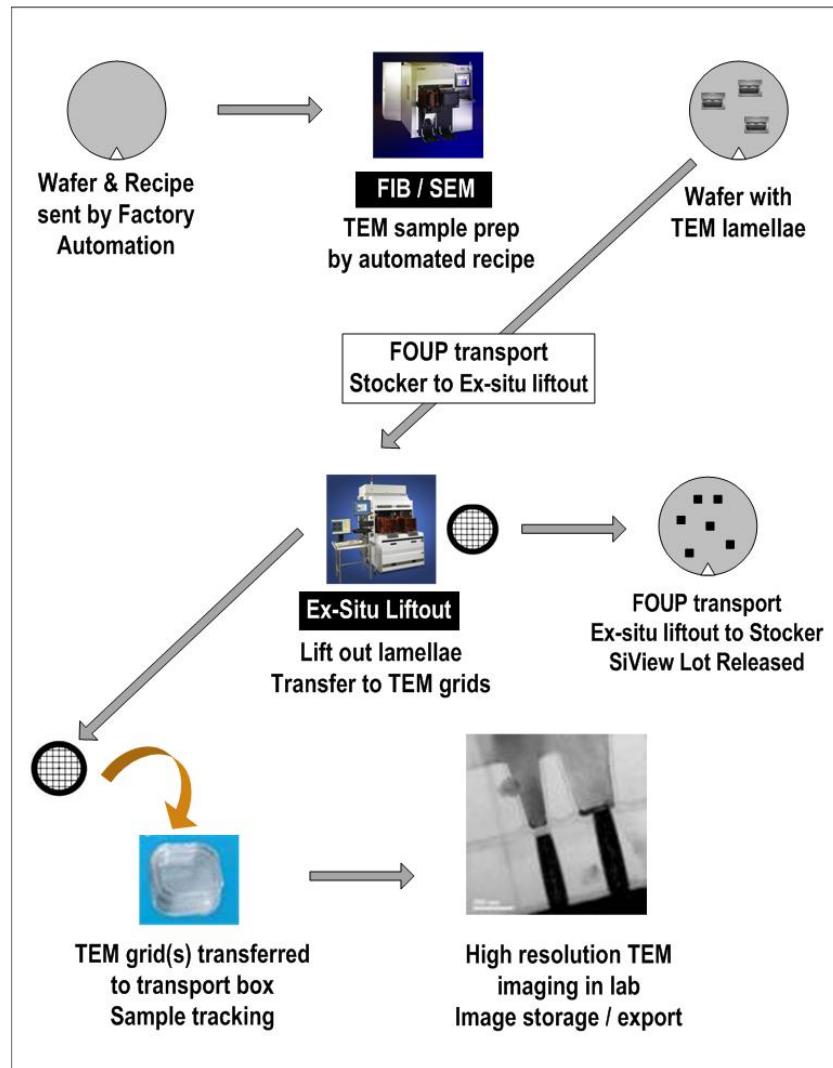 Wafer & Recipe
sent by Factory
Automation
FIB / SEM
TEM sample prep
by automated recipe
Wafer with
TEM lamellae
FOUP transport
Stocker to Ex-situ liftout
Ex-Situ Liftout
Lift out lamellae
Transfer to TEM grids
FOUP transport
Ex-situ liftout to Stocker
SiView Lot Released
TEM grid(s) transferred
to transport box
Sample tracking
High resolution TEM
imaging in lab
Image storage / export